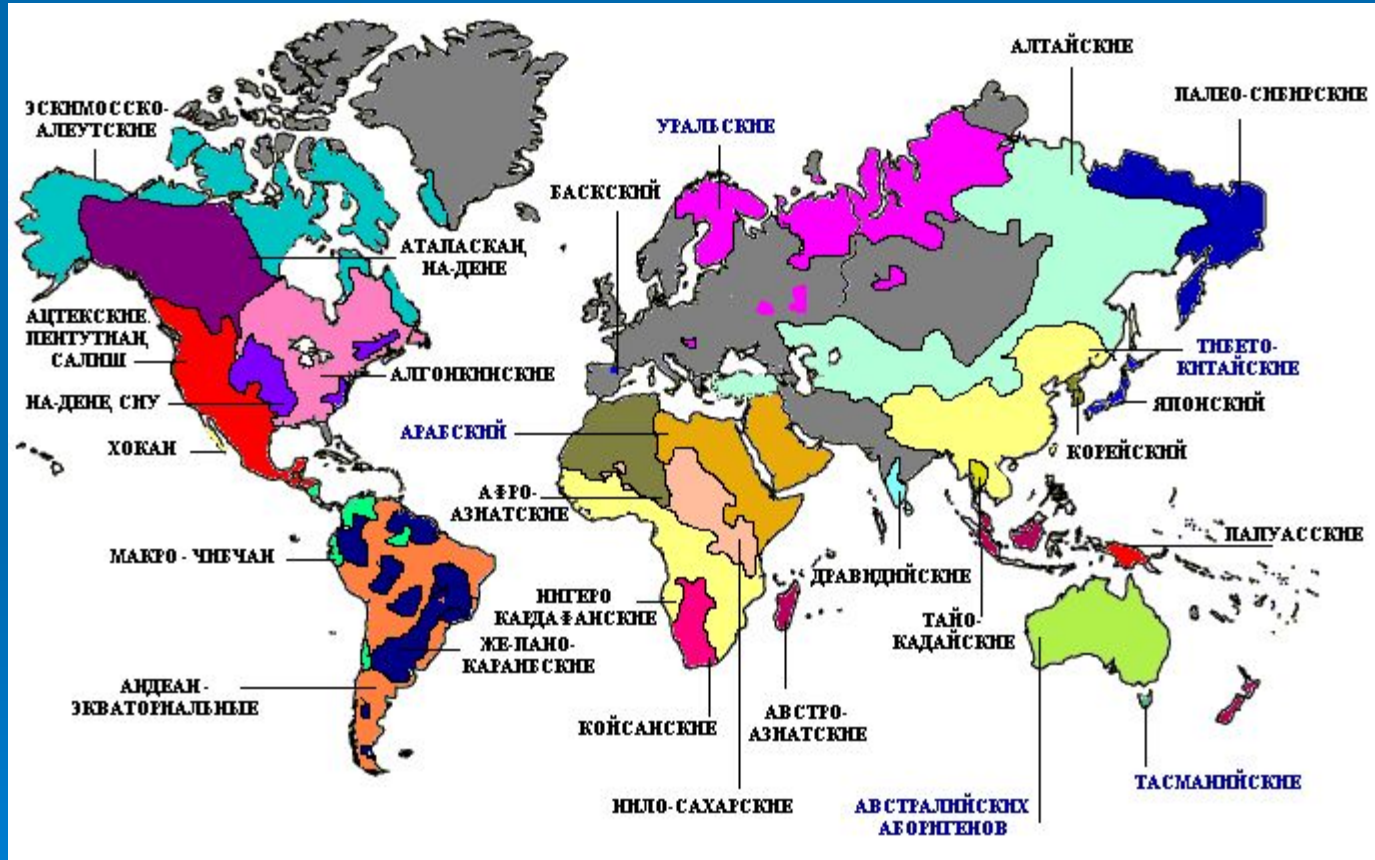 АЛТАЙСКИЕ
ПАЛЕО-СИБИРСКИЕ
ЭСКИМОССКО-
АЛЕУТСКИЕ
УРАЛЬСКИЕ
БАСКСКИЙ
АТАПАСКАН,
НА-ДЕНЕ
АЦТЕКСКИЕ,
ПЕНТУТИАН,
САЛИШ
АЛГОНКИНСКИЕ
НА-ДЕНЕ, СИУ
ТИБЕТО-
КИТАЙСКИЕ
ЯПОНСКИЙ
АРАБСКИЙ
ХОКАН
КОРЕЙСКИЙ
АФРО-
АЗИАТСКИЕ
МАКРО - ЧИБЧАН
ПАПУАССКИЕ
ДРАВИДИЙСКИЕ
НИГЕРО
КАРДАФАНСКИЕ
ТАЙО-
КАДАЙСКИЕ
ЖЕ-ПАНО-
КАРАИБСКИЕ
АНДЕАН -
ЭКВАТОРИАЛЬНЫЕ
КОЙСАНСКИЕ
АВСТРО-
АЗИАТСКИЕ
ТАСМАНИЙСКИЕ
НИЛО-САХАРСКИЕ
АВСТРАЛИЙСКИХ
АБОРИГЕНОВ